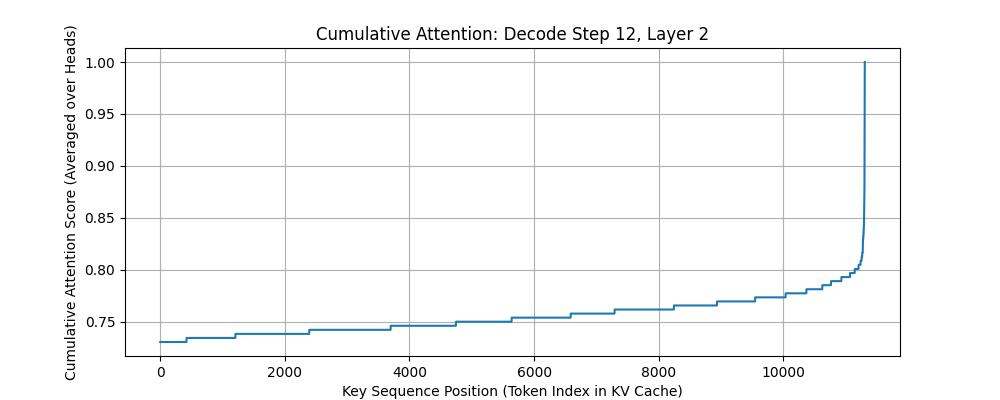 Cumulative Attention: Decode Step 12, Layer 2
Cumulative Attention Score (Averaged over Heads)
1.00
0.95
0.90
0.85
0.80
0.75
0 2000 4000 6000 8000 10000
Key Sequence Position (Token Index in KV Cache)